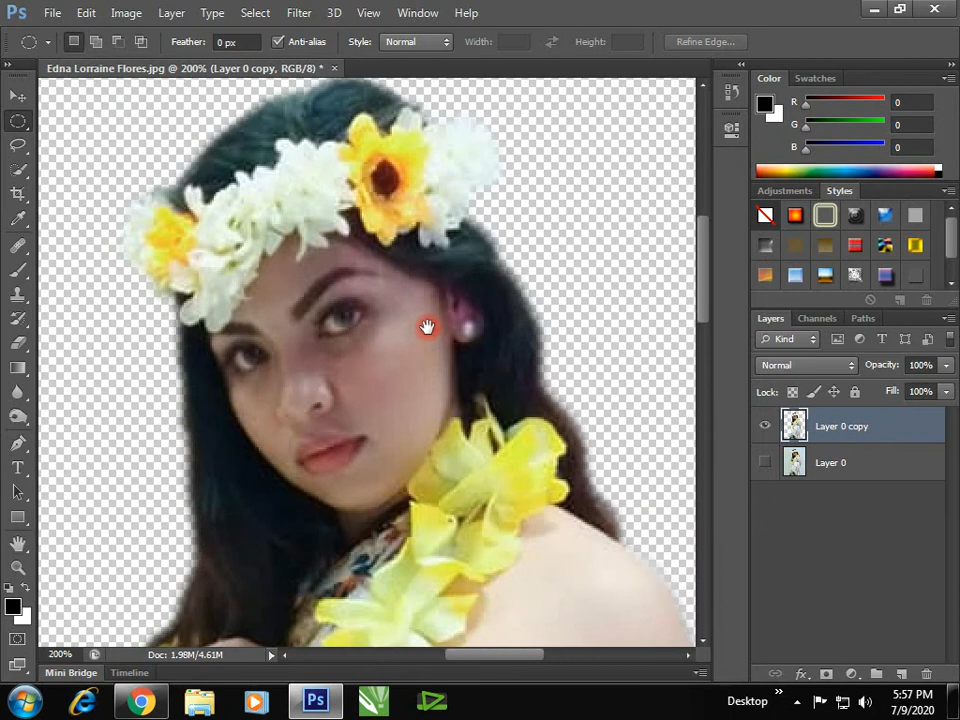 Ps File Edit Image Layer Type Select Filter 3D View Window Help
Feather: 0 px Anti-alias Style: Normal Width: Height: Refine Edge...
Edna Lorraine Flores.jpg @ 200% (Layer 0 copy, RGB/8) * ×
Color Swatches
R 0
G 0
B 0
Adjustments Styles
Layers Channels Paths
Kind
Normal Opacity: 100%
Lock: Fill: 100%
Layer 0 copy
Layer 0
200% Doc: 1.98M/4.61M
Mini Bridge Timeline
fx
Ps Desktop » 5:57 PM
7/9/2020